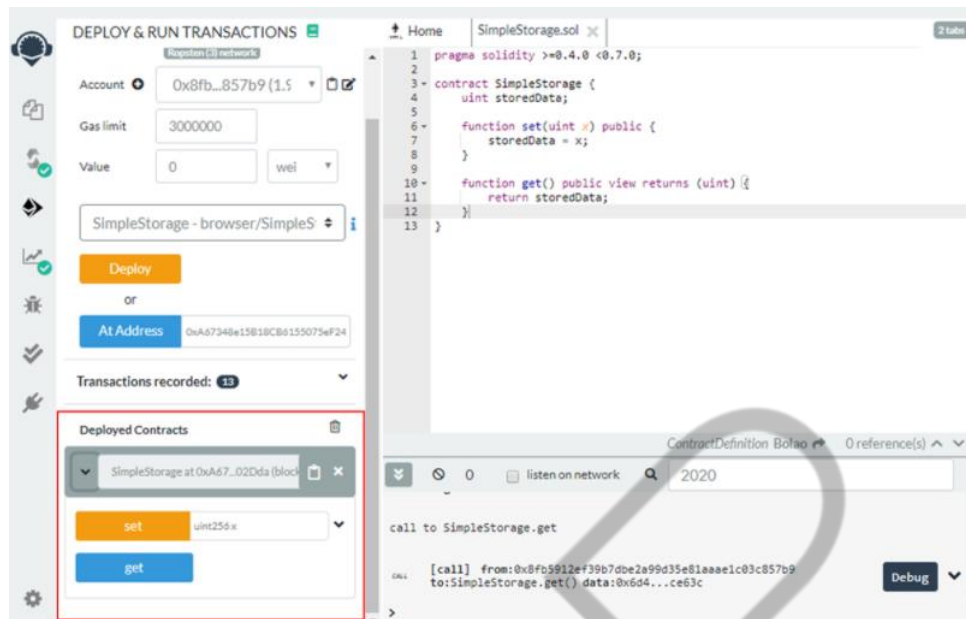 DEPLOY & RUN TRANSACTIONS
Ropsten (3) network
Account
0x8fb...857b9 (1.9
Gas limit
3000000
Value
0
wei
SimpleStorage - browser/SimpleS
i
Deploy
or
At Address
0xA67348e15B18CB6155075eF24
Transactions recorded: 13
Deployed Contracts
SimpleStorage at 0xA67...02Dda (block
set
uint256 x
get
Home
SimpleStorage.sol
2 tabs
1 pragma solidity >=0.4.0 <0.7.0;
2
3 contract SimpleStorage {
4 uint storedData;
5
6 function set(uint x) public {
7 storedData = x;
8 }
9
10 function get() public view returns (uint) {
11 return storedData;
12 }
13 }
ContractDefinition Bolao
0 reference(s)
0
listen on network
2020
call to SimpleStorage.get
CALL
[call] from:0x8fb5912ef39b7dbe2a99d35e81aaae1c03c857b9
to:SimpleStorage.get() data:0x6d4...ce63c
Debug
>